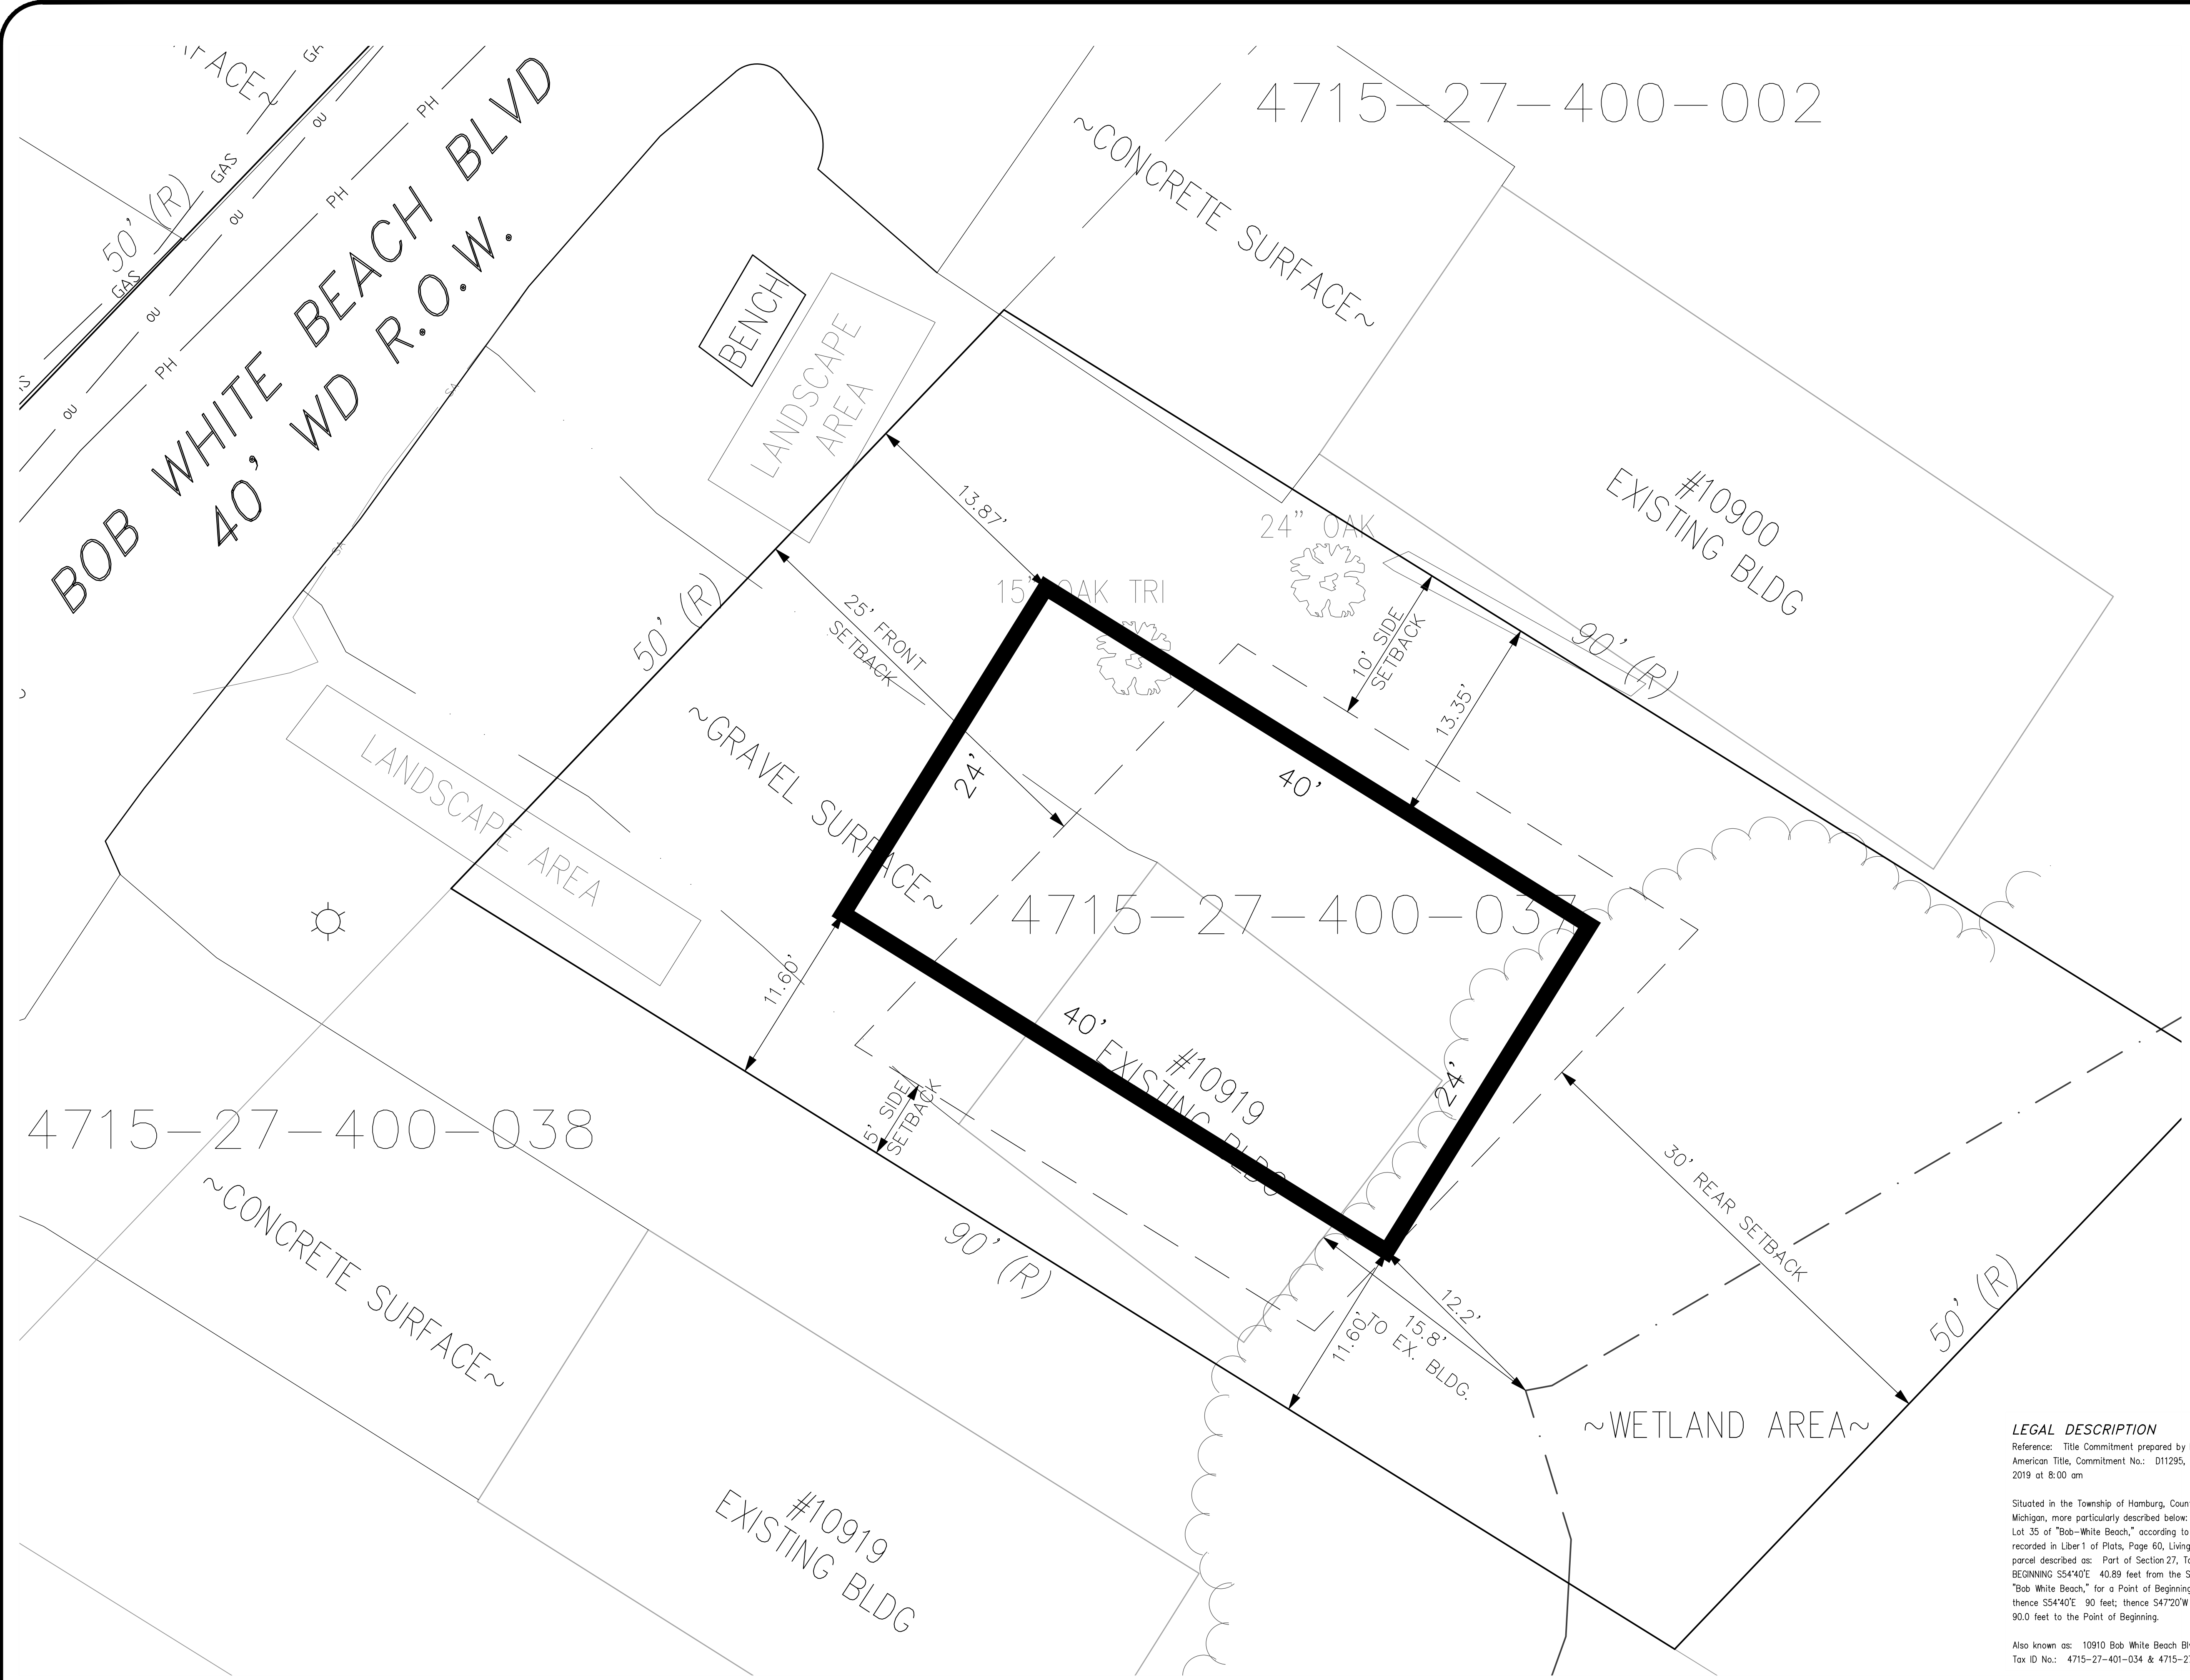 4715-27-400-002
GAS
GAS
GAS
OU
OU
OU
OU
PH
PH
PH
50' (R)
BOB WHITE BEACH BLVD
40' WD R.O.W.
~CONCRETE SURFACE~
BENCH
LANDSCAPE
AREA
#10900
EXISTING BLDG
13.87'
24" OAK
OAK TRI
25' FRONT
SETBACK
50' (R)
10' SIDE
SETBACK
13.35'
90' (R)
~GRAVEL SURFACE~
24'
40'
LANDSCAPE AREA
4715-27-400-037
11.60'
40'
#10919
EXISTING BLDG
24'
5' SIDE
SETBACK
4715-27-400-038
30' REAR SETBACK
~CONCRETE SURFACE~
90' (R)
12.2'
15.8'
TO EX. BLDG.
11.60'
50' (R)
~WETLAND AREA~
#10919
EXISTING BLDG
LEGAL DESCRIPTION
Reference: Title Commitment prepared by
American Title, Commitment No.: D11295,
2019 at 8:00 am
Situated in the Township of Hamburg,
Michigan, more particularly described below:
Lot 35 of "Bob-White Beach," according to
recorded in Liber 1 of Plats, Page 60,
parcel described as: Part of Section 27,
BEGINNING S54°40'E 40.89 feet from the
"Bob White Beach," for a Point of Beginning
thence S54°40'E 90 feet; thence S47°20'W
90.0 feet to the Point of Beginning.
Also known as: 10910 Bob White Beach
Tax ID No.: 4715-27-401-034 &